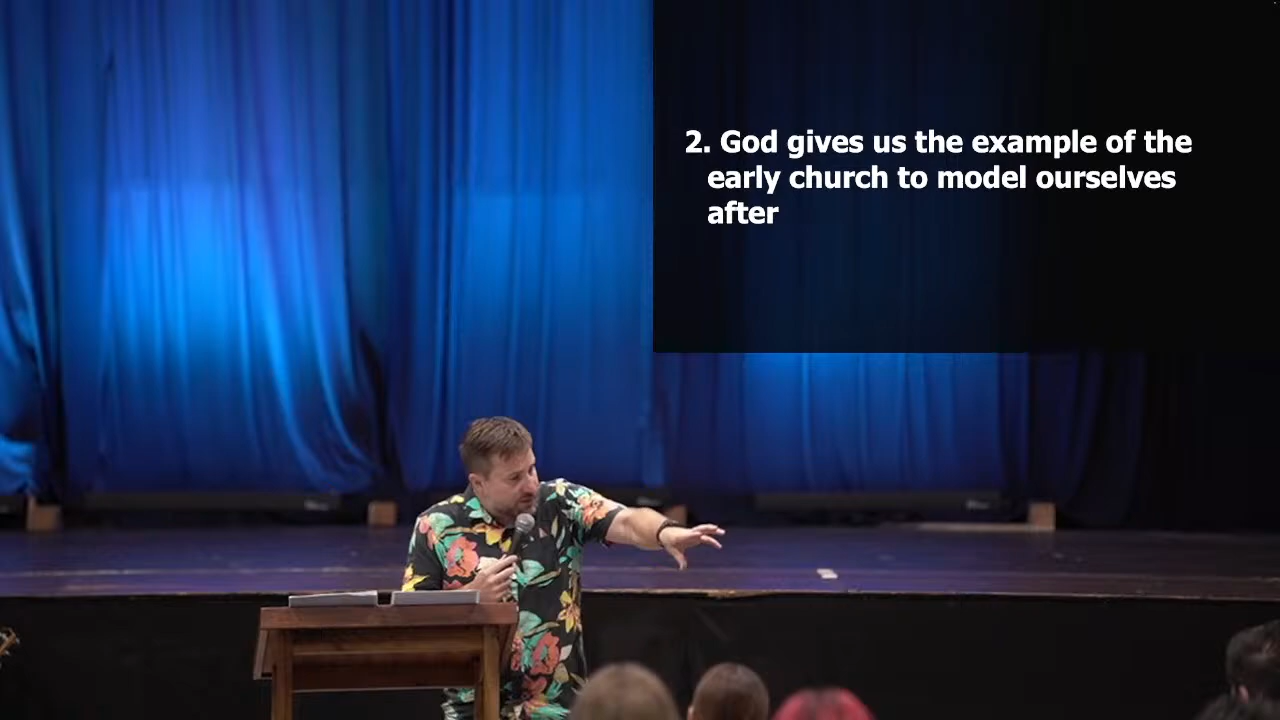 2. God gives us the example of the
early church to model ourselves
after